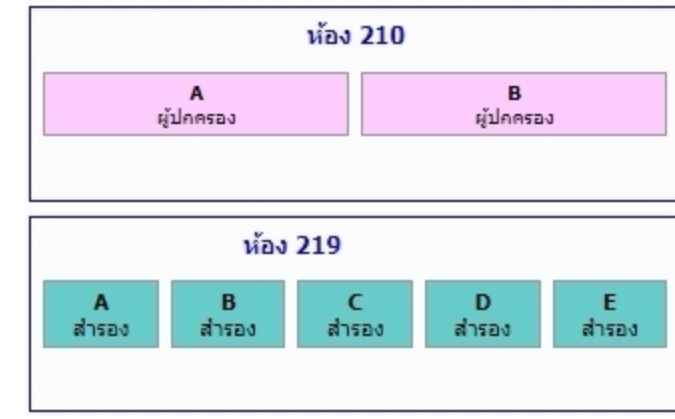 ห้อง 210
A B
ผู้ปกครอง ผู้ปกครอง
ห้อง 219
A B C D E
สำรอง สำรอง สำรอง สำรอง สำรอง